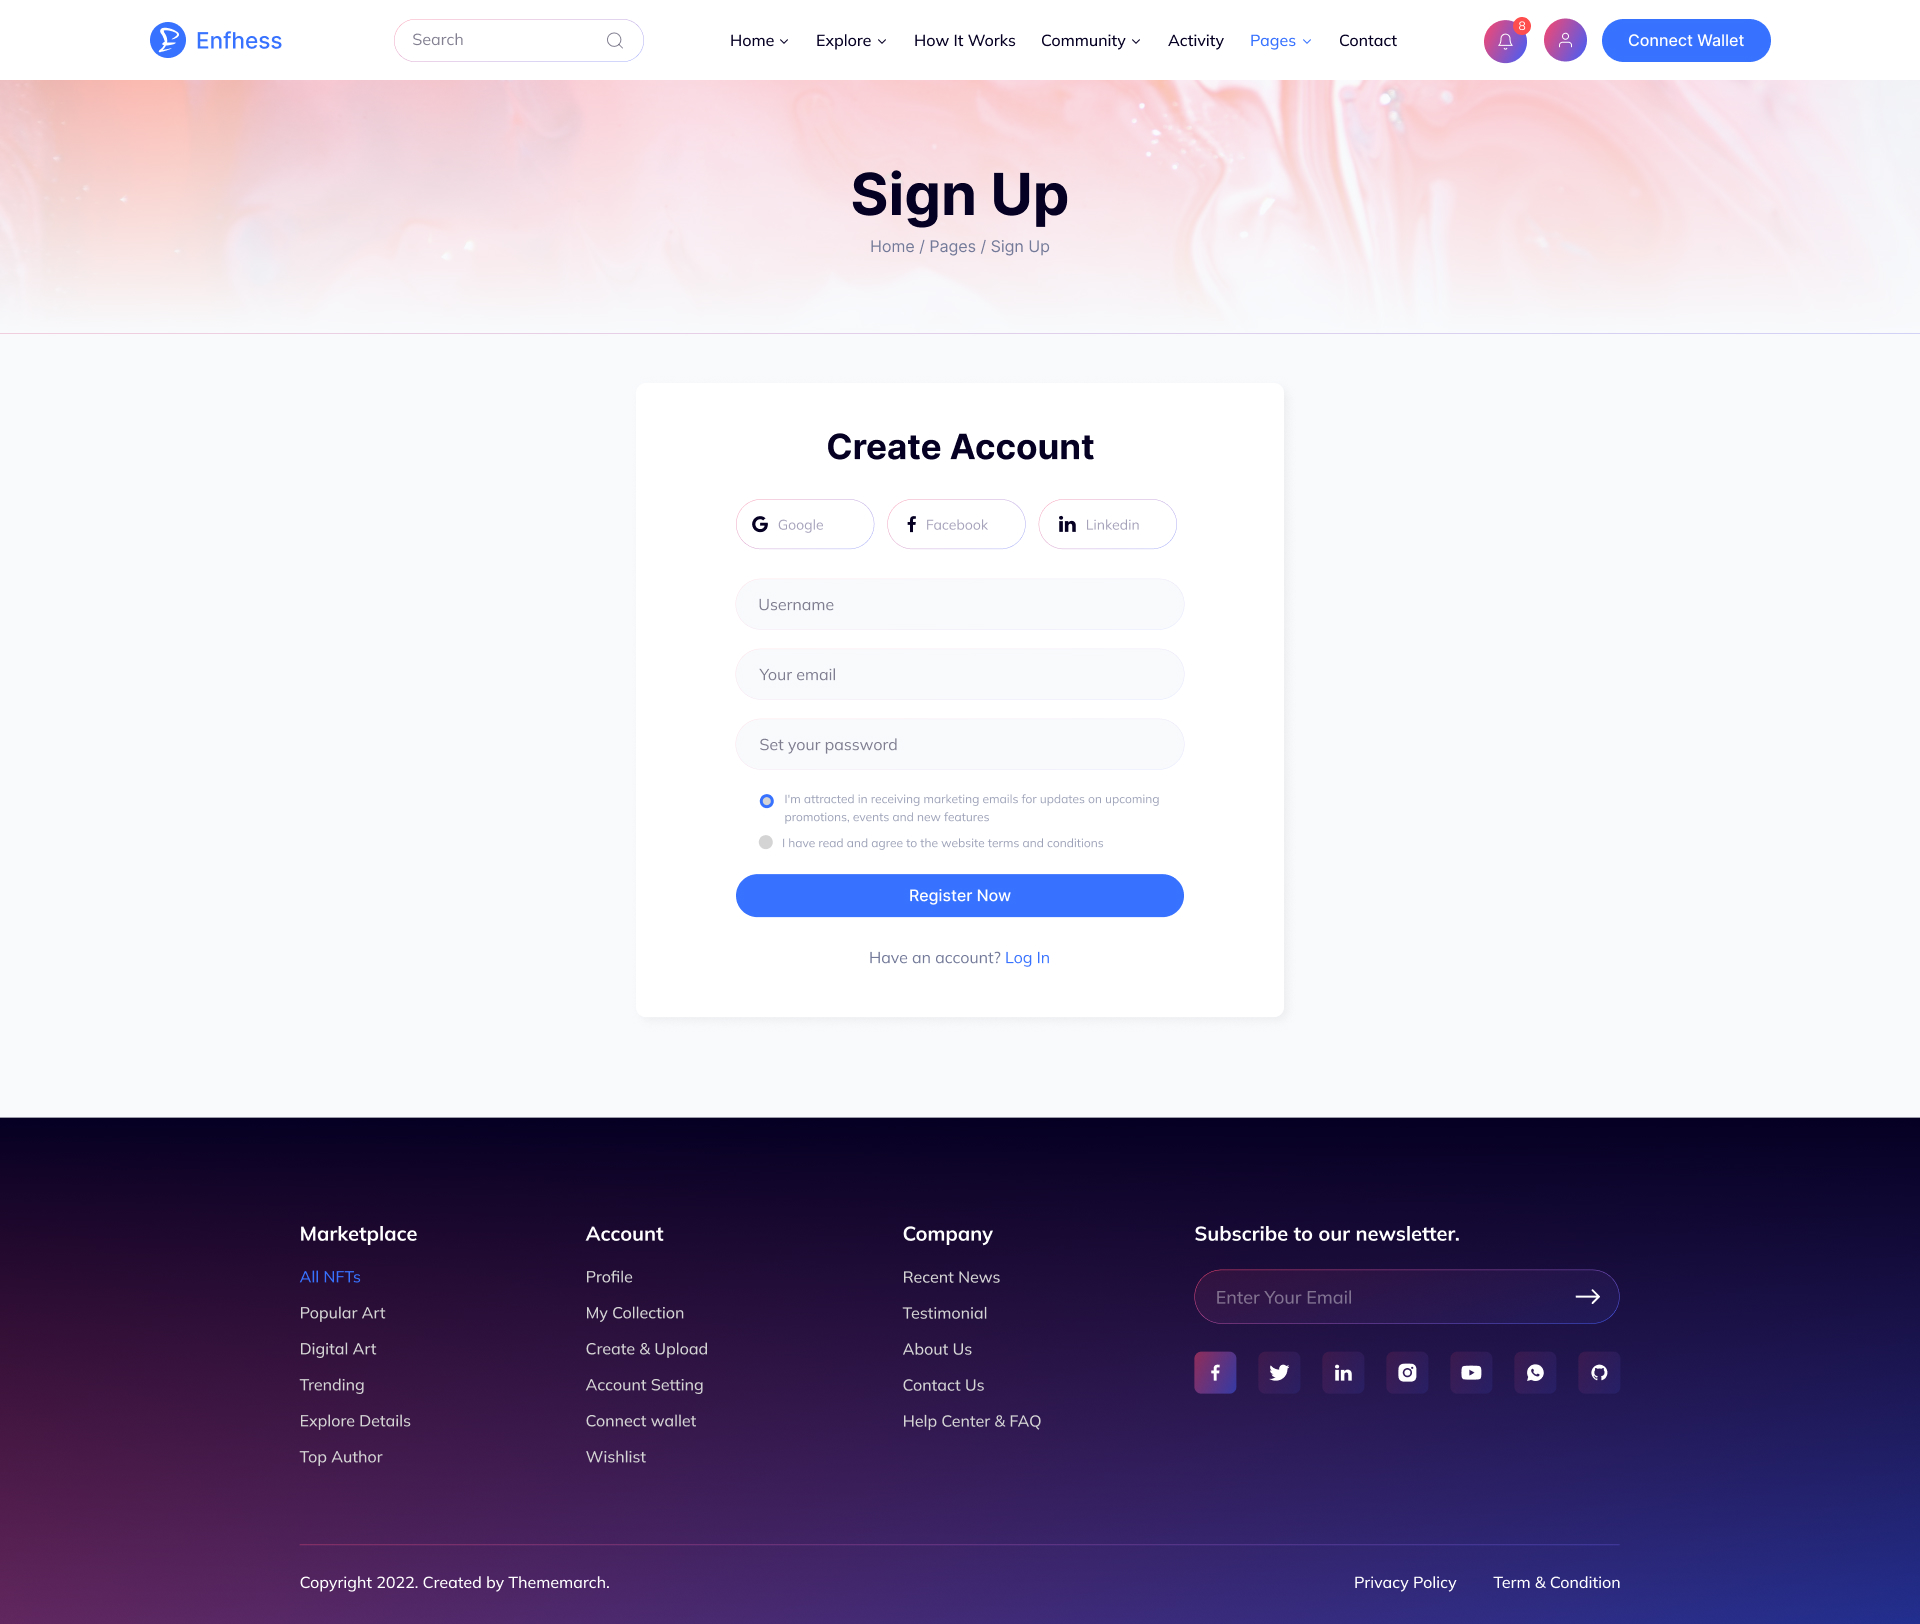 Enfhess
Search
Home
Explore
How It Works
Community
Activity
Pages
Contact
8
Connect Wallet
Sign Up
Home / Pages / Sign Up
Create Account
Google
Facebook
Linkedin
Username
Your email
Set your password
I'm attracted in receiving marketing emails for updates on upcoming
promotions, events and new features
I have read and agree to the website terms and conditions
Register Now
Have an account? Log In
Marketplace
All NFTs
Popular Art
Digital Art
Trending
Explore Details
Top Author
Account
Profile
My Collection
Create & Upload
Account Setting
Connect wallet
Wishlist
Company
Recent News
Testimonial
About Us
Contact Us
Help Center & FAQ
Subscribe to our newsletter.
Enter Your Email
Copyright 2022. Created by Thememarch.
Privacy Policy
Term & Condition